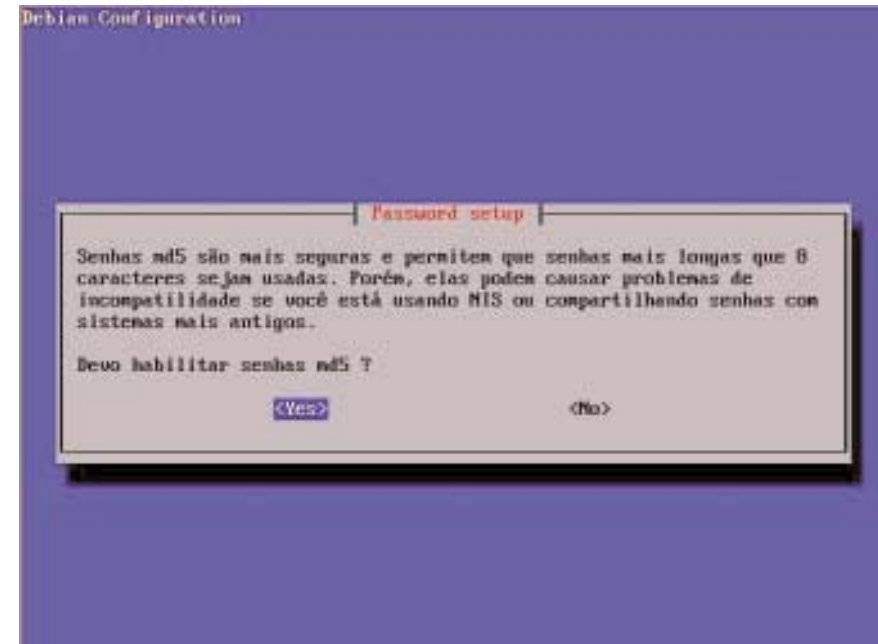 Debian Configuration
Password setup
Senhas md5 são mais seguras e permitem que senhas mais longas que 8
caracteres sejam usadas. Porém, elas podem causar problemas de
incompatilidade se você está usando NIS ou compartilhando senhas com
sistemas mais antigos.
Devo habilitar senhas md5 ?
<Yes> <No>